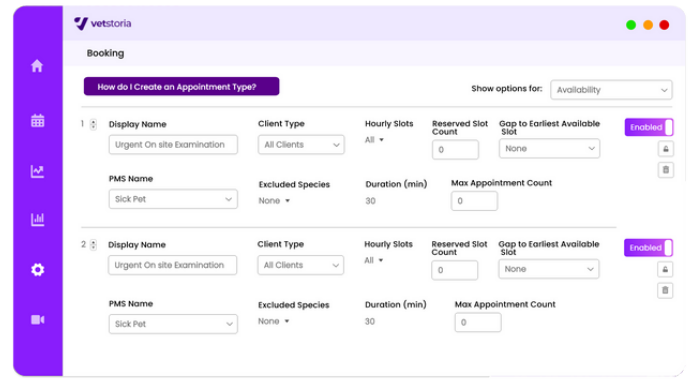 vetstoria
Booking
How do I Create an Appointment Type?
Show options for: Availability
1 Display Name Client Type Hourly Slots Reserved Slot Count Gap to Earliest Available Slot Enabled
Urgent On site Examination All Clients All 0 None
PMS Name Excluded Species Duration (min) Max Appointment Count
Sick Pet None 30 0
2 Display Name Client Type Hourly Slots Reserved Slot Count Gap to Earliest Available Slot Enabled
Urgent On site Examination All Clients All 0 None
PMS Name Excluded Species Duration (min) Max Appointment Count
Sick Pet None 30 0